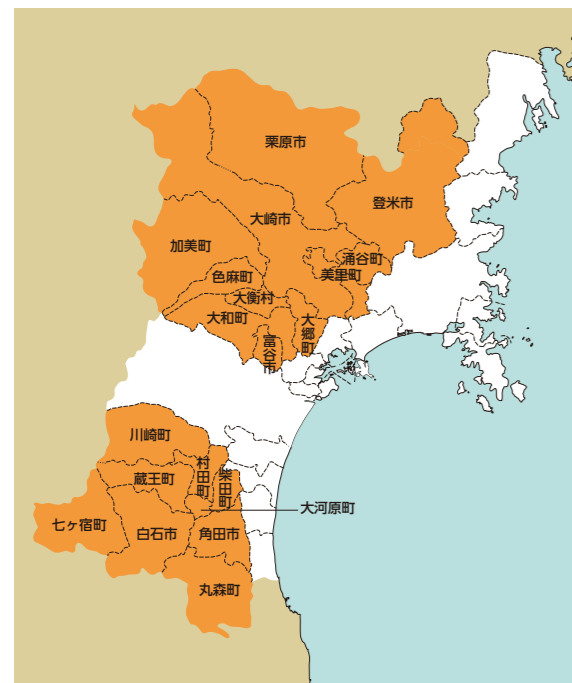 栗原市
登米市
大崎市
加美町
涌谷町
美里町
色麻町
大衡村
大和町
大郷町
富谷市
川崎町
村田町
柴田町
蔵王町
大河原町
七ヶ宿町
白石市
角田市
丸森町